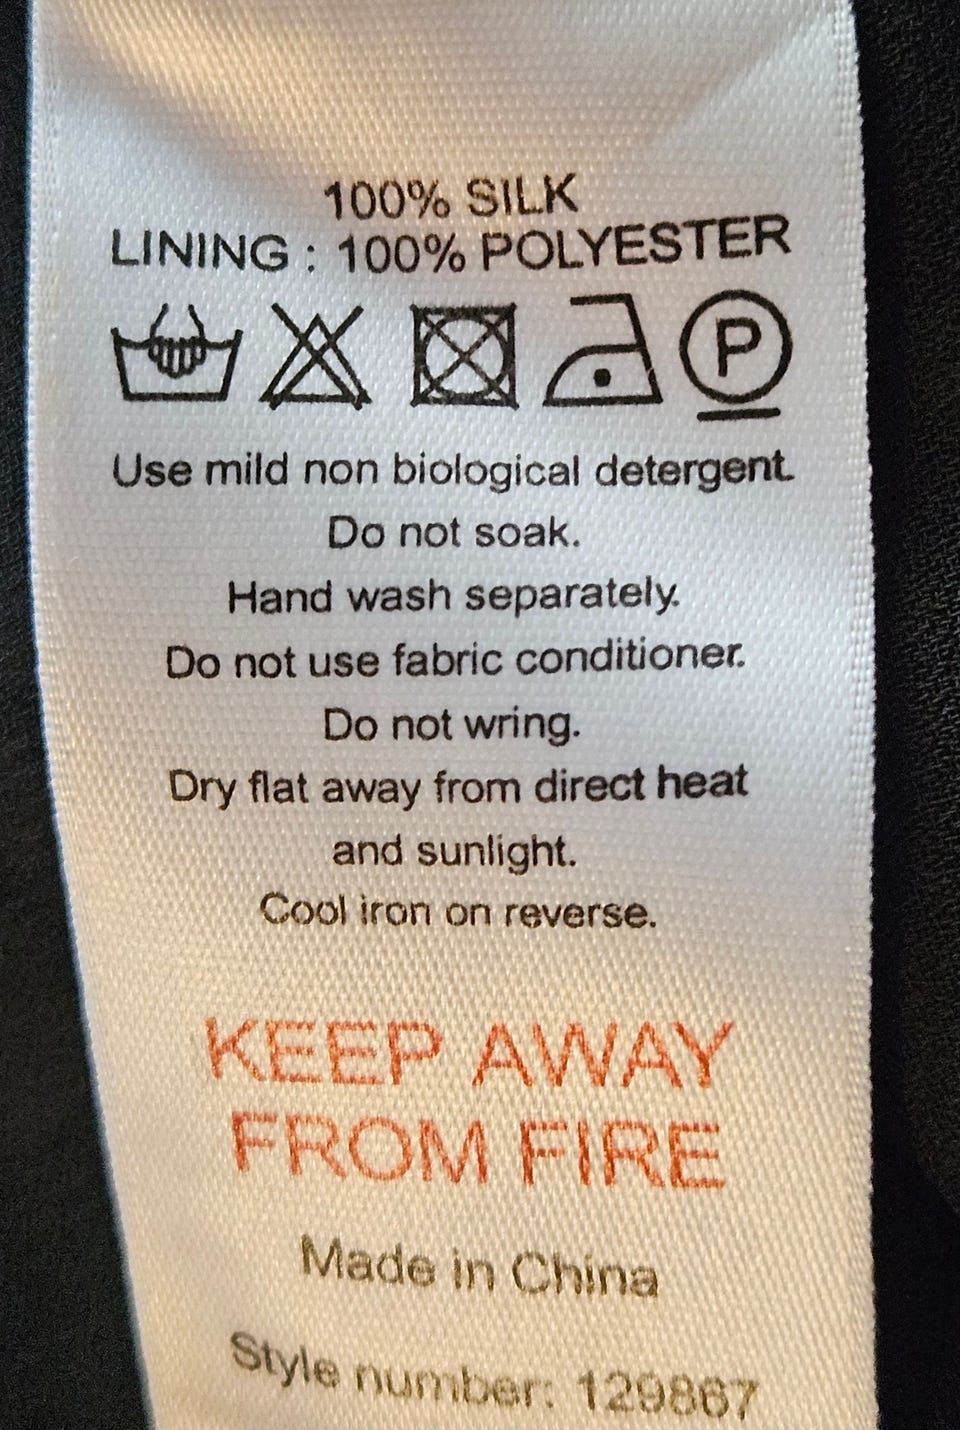 100% SILK
LINING : 100% POLYESTER
P
Use mild non biological detergent.
Do not soak.
Hand wash separately.
Do not use fabric conditioner.
Do not wring.
Dry flat away from direct heat
and sunlight.
Cool iron on reverse.
KEEP AWAY
FROM FIRE
Made in China
Style number: 129867